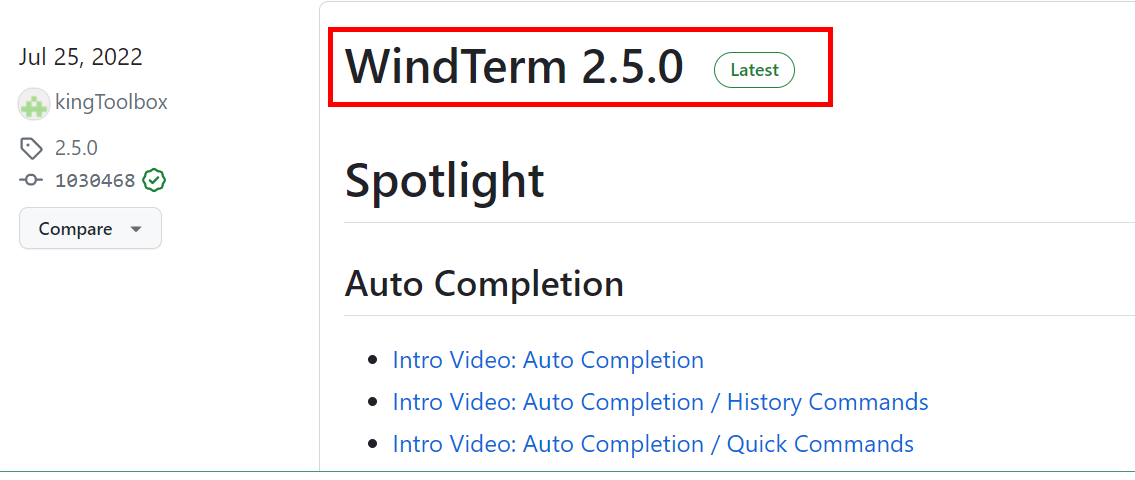 Jul 25, 2022
kingToolbox
2.5.0
1030468
Compare
WindTerm 2.5.0 Latest
Spotlight
Auto Completion
Intro Video: Auto Completion
Intro Video: Auto Completion / History Commands
Intro Video: Auto Completion / Quick Commands